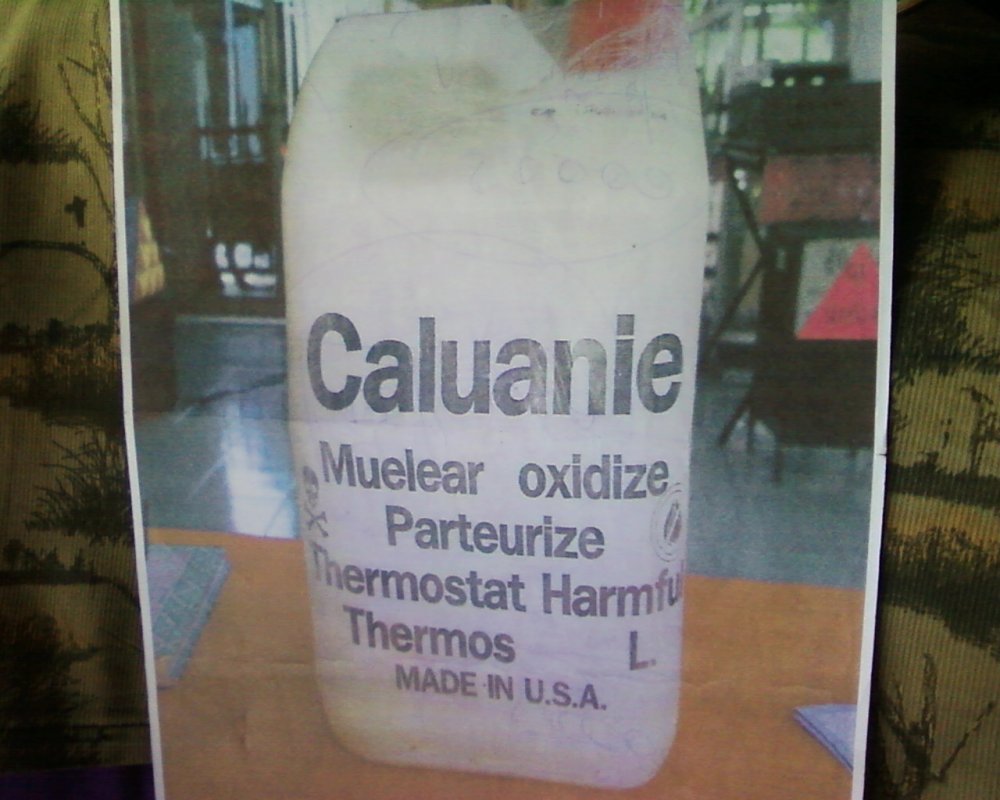 Caluanie
Muelear oxidize
Parteurize
Thermostat Harmful
Thermos L.
MADE IN U.S.A.